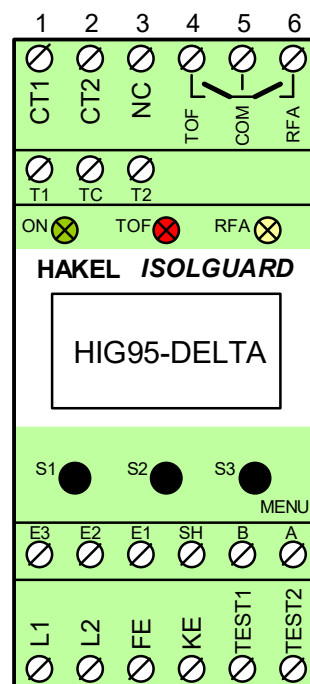 1 2 3 4 5 6
CT1 CT2 NC TOF COM RFA
T1 TC T2
ON TOF RFA
HAKEL ISOLGUARD
HIG95-DELTA
S1 S2 S3
MENU
E3 E2 E1 SH B A
L1 L2 FE KE TEST1 TEST2